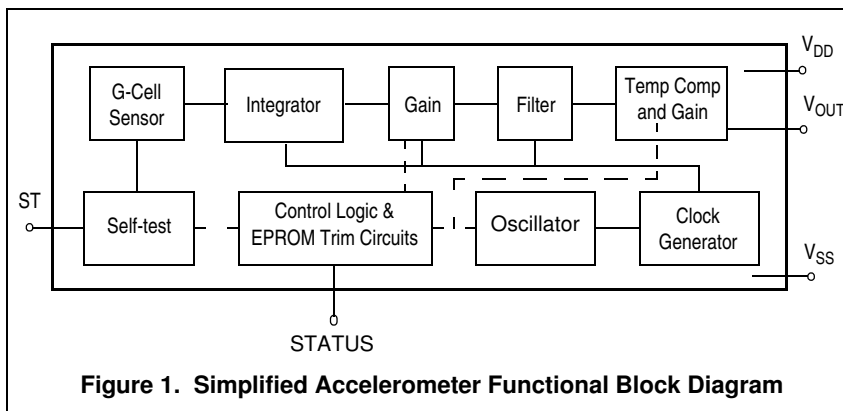 V_DD
G-Cell
Sensor
Integrator
Gain
Filter
Temp Comp
and Gain
V_OUT
ST
Self-test
Control Logic &
EPROM Trim Circuits
Oscillator
Clock
Generator
V_SS
STATUS
Figure 1. Simplified Accelerometer Functional Block Diagram